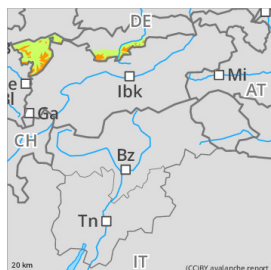 DE
Mi
AT
Ibk
Ga
CH
Bz
Tn
20 km
IT
(CC)BY avalanche.report